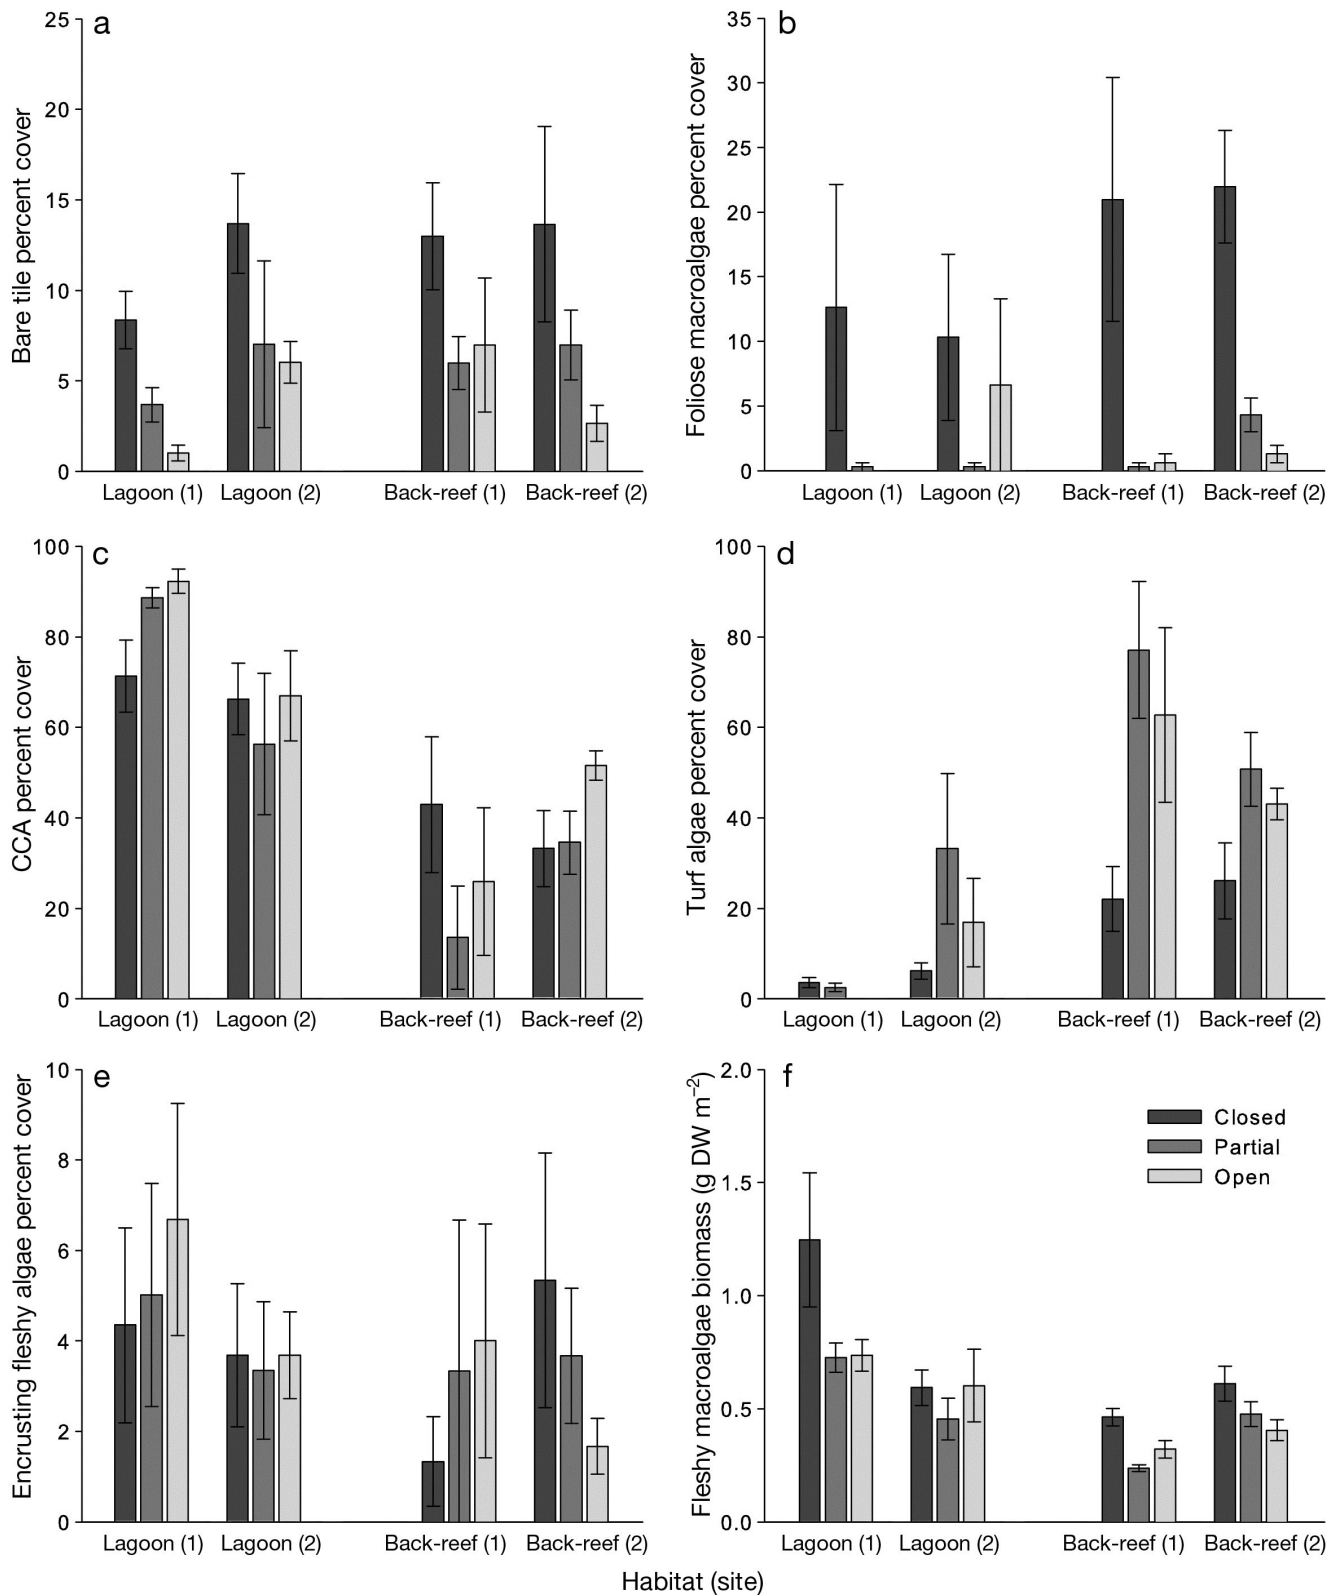 a
25
20
15
10
5
0
Bare tile percent cover
Lagoon (1) Lagoon (2) Back-reef (1) Back-reef (2)
b
35
30
25
20
15
10
5
0
Foliose macroalgae percent cover
Lagoon (1) Lagoon (2) Back-reef (1) Back-reef (2)
c
100
80
60
40
20
0
CCA percent cover
Lagoon (1) Lagoon (2) Back-reef (1) Back-reef (2)
d
100
80
60
40
20
0
Turf algae percent cover
Lagoon (1) Lagoon (2) Back-reef (1) Back-reef (2)
e
10
8
6
4
2
0
Encrusting fleshy algae percent cover
Lagoon (1) Lagoon (2) Back-reef (1) Back-reef (2)
f
2.0
1.5
1.0
0.5
0.0
Fleshy macroalgae biomass (g DW m⁻²)
Closed
Partial
Open
Lagoon (1) Lagoon (2) Back-reef (1) Back-reef (2)
Habitat (site)